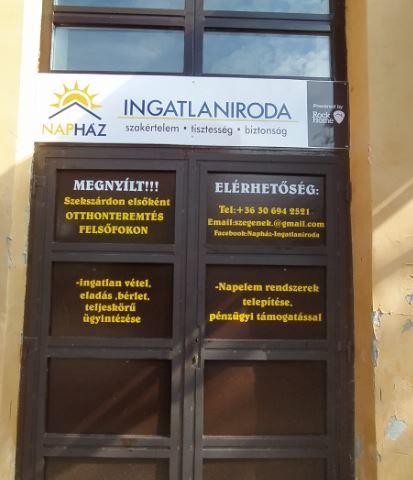 NAPHÁZ
INGATLANIRODA
szakértelem • tisztesség • biztonság
Powered by
Rock
Home
MEGNYÍLT!!!
Szekszárdon elsőként
OTTHONTEREMTÉS
FELSŐFOKON
ELÉRHETŐSÉG:
Tel:+36 30 694 2521
Email:szegenek.@gmail.com
Facebook:Napház-Ingatlaniroda
-ingatlan vétel,
eladás ,bérlet,
teljeskörű
ügyintézése
-Napelem rendszerek
telepítése,
pénzügyi támogatással